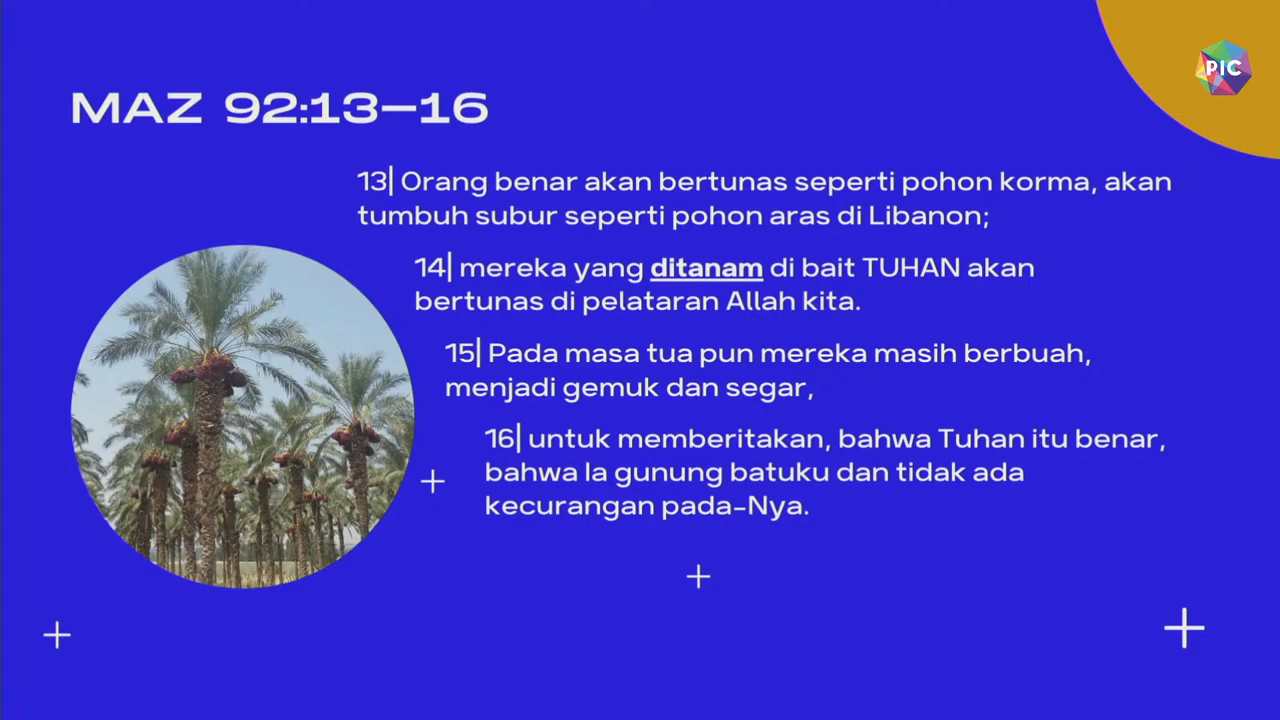 PIC
MAZ 92:13–16
13| Orang benar akan bertunas seperti pohon korma, akan
tumbuh subur seperti pohon aras di Libanon;
14| mereka yang ditanam di bait TUHAN akan
bertunas di pelataran Allah kita.
15| Pada masa tua pun mereka masih berbuah,
menjadi gemuk dan segar,
16| untuk memberitakan, bahwa Tuhan itu benar,
bahwa Ia gunung batuku dan tidak ada
kecurangan pada-Nya.